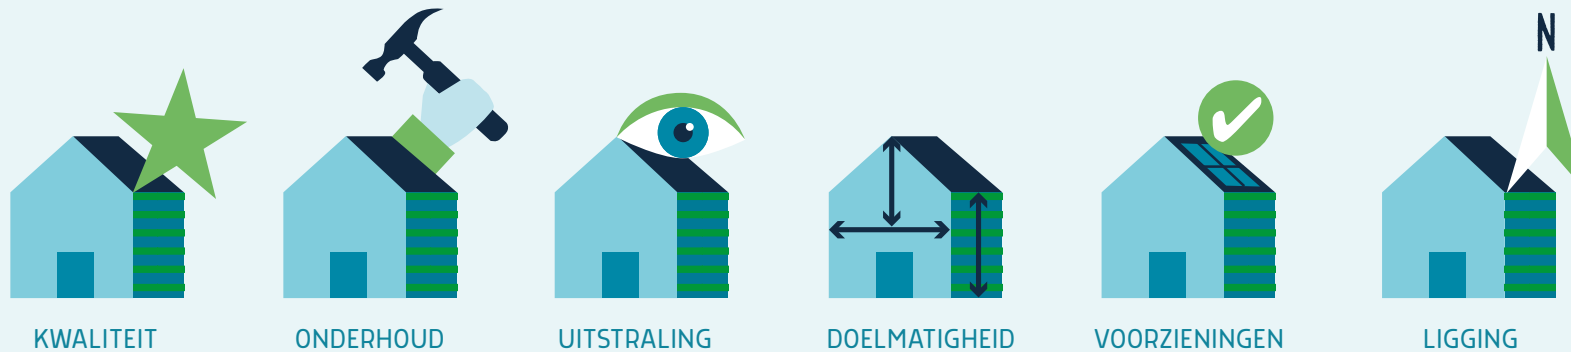 N
KWALITEIT ONDERHOUD UITSTRALING DOELMATIGHEID VOORZIENINGEN LIGGING